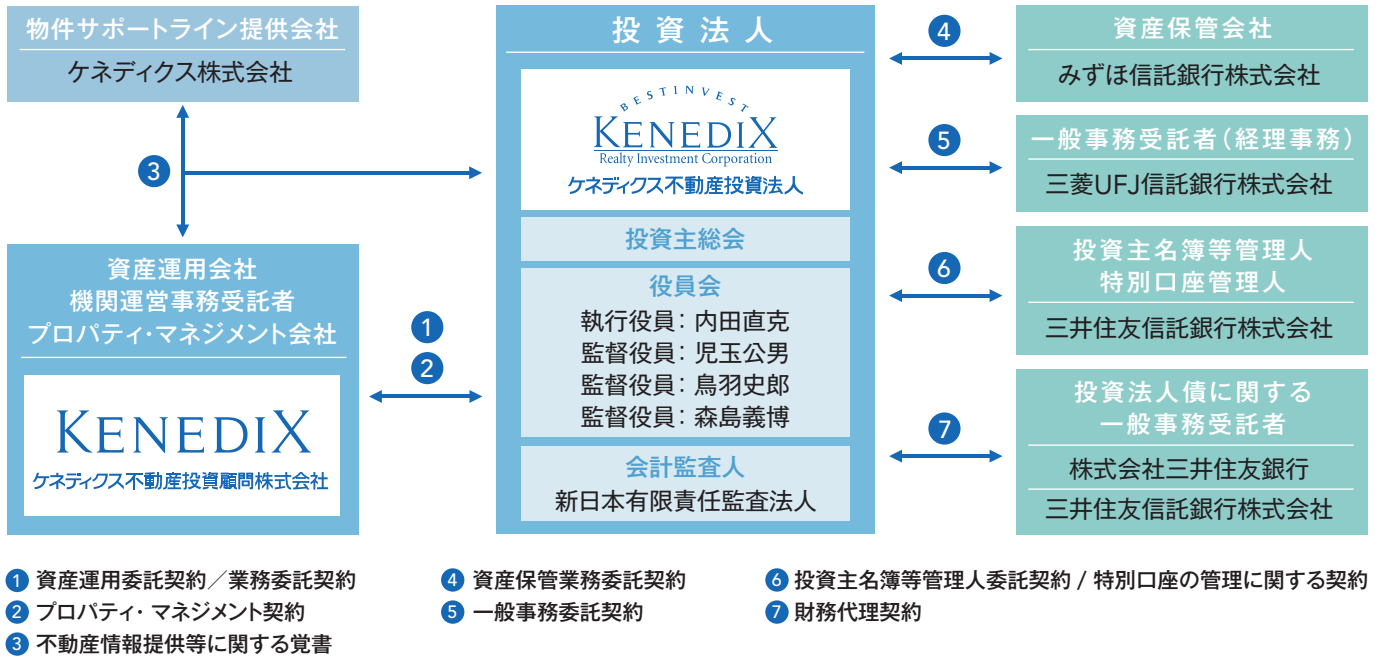 物件サポートライン提供会社
ケネディクス株式会社
3
資産運用会社
機関運営事務受託者
プロパティ・マネジメント会社
KENEDIX
ケネディクス不動産投資顧問株式会社
1
2
投資法人
BESTINVEST
KENEDIX
Realty Investment Corporation
ケネディクス不動産投資法人
投資主総会
役員会
執行役員：内田直克
監督役員：児玉公男
監督役員：鳥羽史郎
監督役員：森島義博
会計監査人
新日本有限責任監査法人
4
資産保管会社
みずほ信託銀行株式会社
5
一般事務受託者（経理事務）
三菱UFJ信託銀行株式会社
6
投資主名簿等管理人
特別口座管理人
三井住友信託銀行株式会社
7
投資法人債に関する
一般事務受託者
株式会社三井住友銀行
三井住友信託銀行株式会社
1 資産運用委託契約／業務委託契約
2 プロパティ・マネジメント契約
3 不動産情報提供等に関する覚書
4 資産保管業務委託契約
5 一般事務委託契約
6 投資主名簿等管理人委託契約 / 特別口座の管理に関する契約
7 財務代理契約